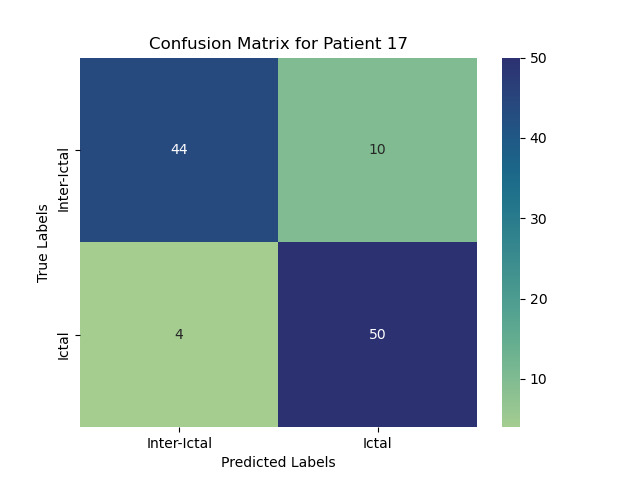 Confusion Matrix for Patient 17
True Labels
Inter-Ictal
Ictal
44
10
4
50
Inter-Ictal
Ictal
Predicted Labels
50
40
30
20
10